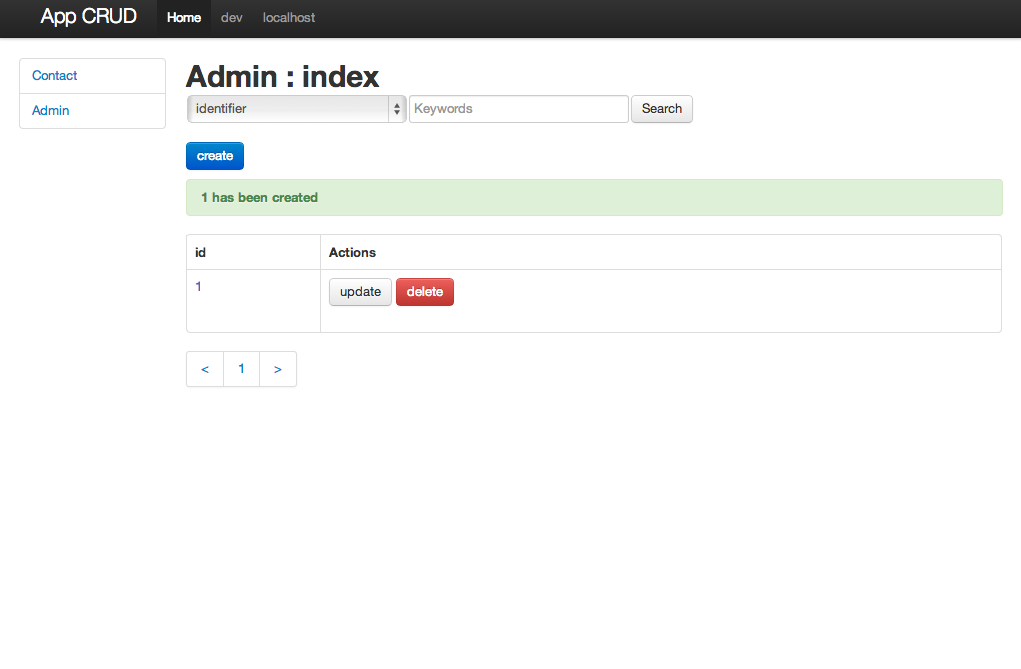 App CRUD Home dev localhost
Contact
Admin
Admin : index
identifier Keywords Search
create
1 has been created
id Actions
1 update delete
< 1 >